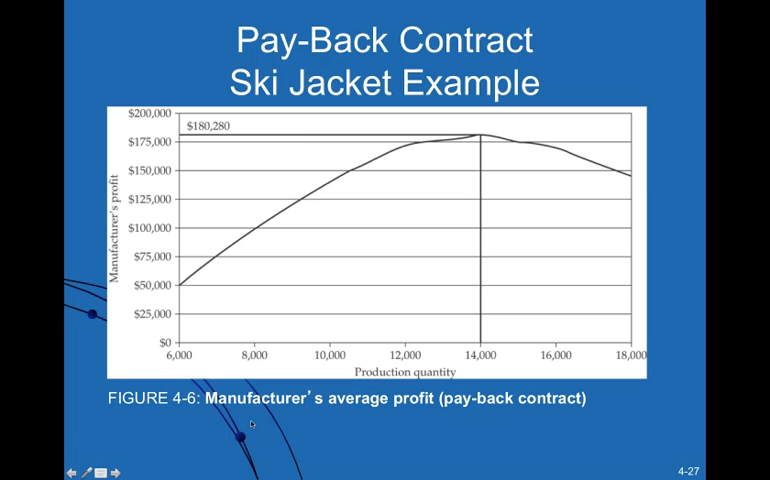 Pay-Back Contract
Ski Jacket Example
$200,000
$180,280
$175,000
$150,000
$125,000
$100,000
$75,000
$50,000
$25,000
$0
Manufacturer's profit
6,000 8,000 10,000 12,000 14,000 16,000 18,000
Production quantity
FIGURE 4-6: Manufacturer's average profit (pay-back contract)
4-27